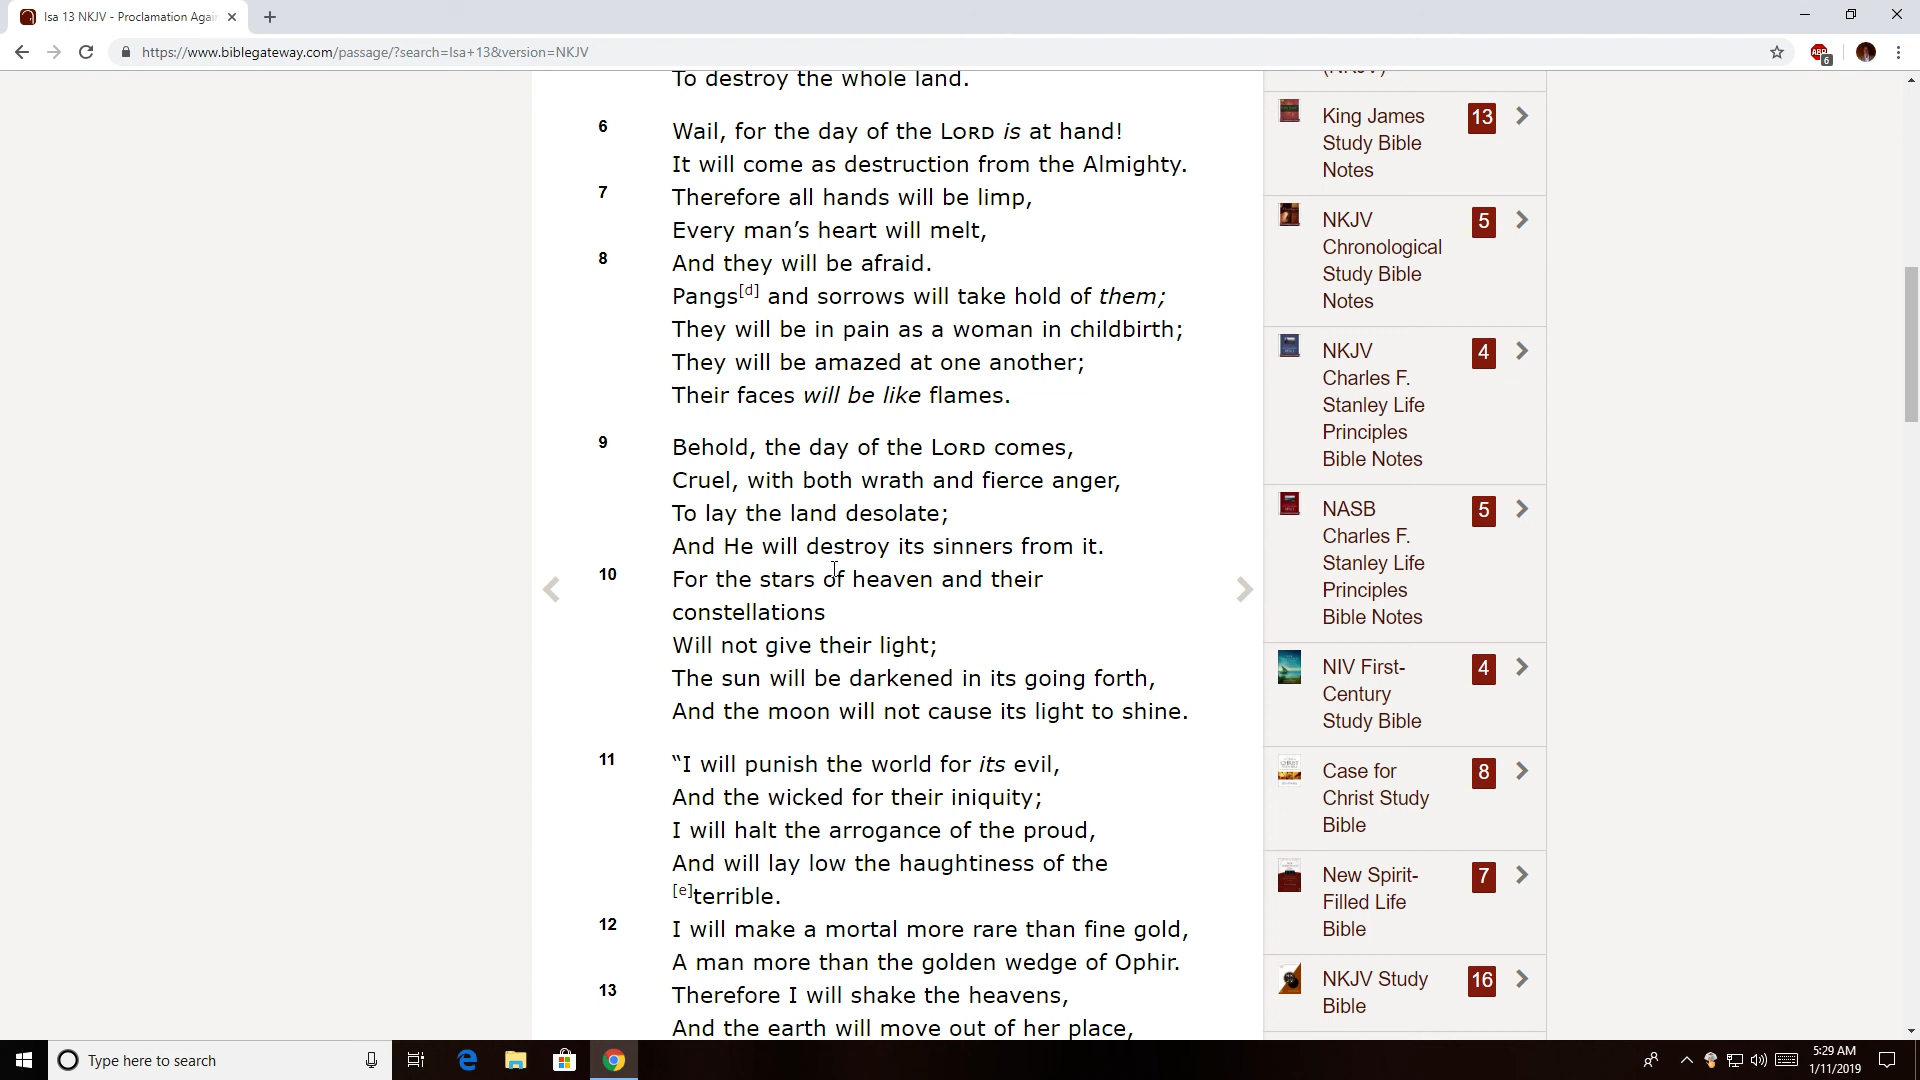 Isa 13 NKJV - Proclamation Again
https://www.biblegateway.com/passage/?search=Isa+13&version=NKJV
ABP
6
To destroy the whole land.
6 Wail, for the day of the LORD is at hand!
It will come as destruction from the Almighty.
7 Therefore all hands will be limp,
Every man’s heart will melt,
8 And they will be afraid.
Pangs[d] and sorrows will take hold of them;
They will be in pain as a woman in childbirth;
They will be amazed at one another;
Their faces will be like flames.
9 Behold, the day of the LORD comes,
Cruel, with both wrath and fierce anger,
To lay the land desolate;
And He will destroy its sinners from it.
10 For the stars of heaven and their
constellations
Will not give their light;
The sun will be darkened in its going forth,
And the moon will not cause its light to shine.
11 “I will punish the world for its evil,
And the wicked for their iniquity;
I will halt the arrogance of the proud,
And will lay low the haughtiness of the
[e]terrible.
12 I will make a mortal more rare than fine gold,
A man more than the golden wedge of Ophir.
13 Therefore I will shake the heavens,
And the earth will move out of her place,
(NKJV)
King James 13
Study Bible
Notes
NKJV 5
Chronological
Study Bible
Notes
NKJV 4
Charles F.
Stanley Life
Principles
Bible Notes
NASB 5
Charles F.
Stanley Life
Principles
Bible Notes
NIV First- 4
Century
Study Bible
Case for 8
Christ Study
Bible
New Spirit- 7
Filled Life
Bible
NKJV Study 16
Bible
Type here to search
5:29 AM
1/11/2019